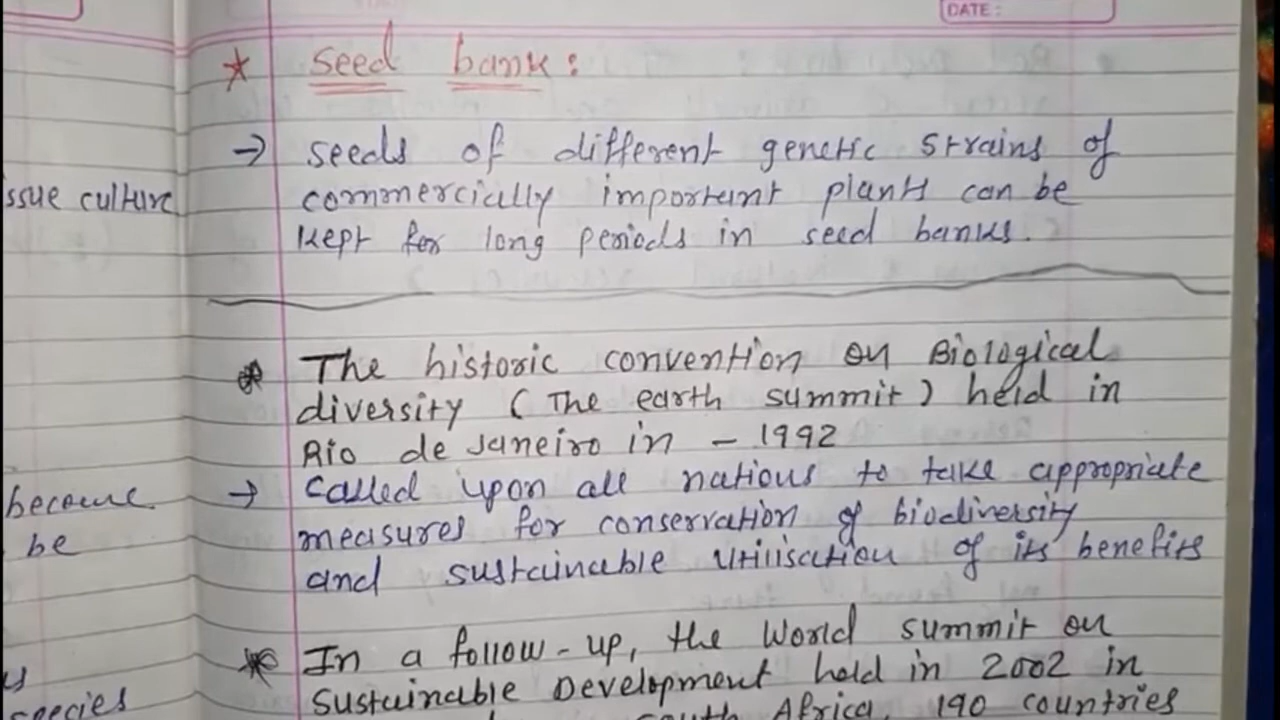 DATE :
★ seed bank :
→ seeds of different genetic strains of
commercially important plants can be
kept for long periods in seed banks.
The historic convention on Biological
diversity ( The earth summit ) held in
Rio de Janeiro in - 1992
→ called upon all nations to take appropriate
measures for conservation of biodiversity
and sustainable utilisation of its benefits
In a follow-up, the World summit on
Sustainable Development held in 2002 in
South Africa, 190 countries
ssue culture
become
be
species